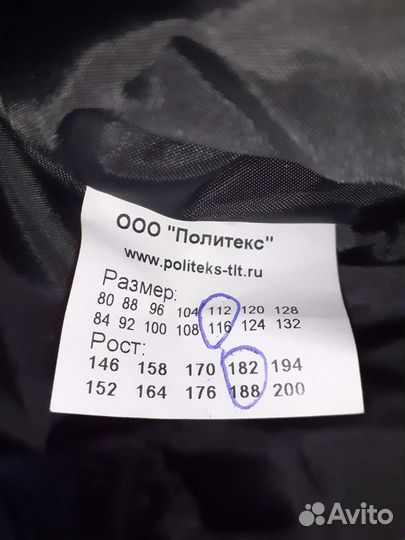 ООО "Политекс"
www.politeks-tlt.ru
Размер:
80 88 96 104 112 120 128
84 92 100 108 116 124 132
Рост:
146 158 170 182 194
152 164 176 188 200
Avito